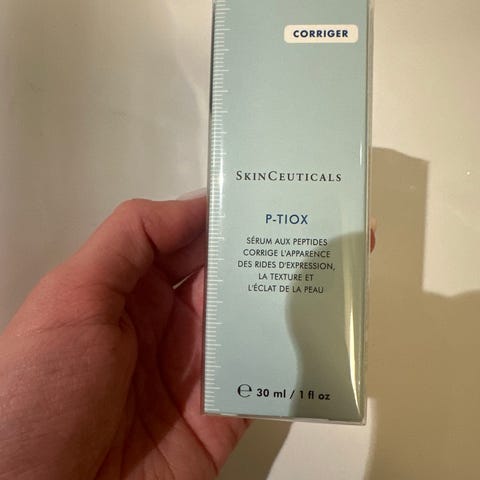 CORRIGER
SKINCEUTICALS
P-TIOX
SÉRUM AUX PEPTIDES
CORRIGE L'APPARENCE
DES RIDES D'EXPRESSION,
LA TEXTURE ET
L'ÉCLAT DE LA PEAU
℮ 30 ml / 1 fl oz